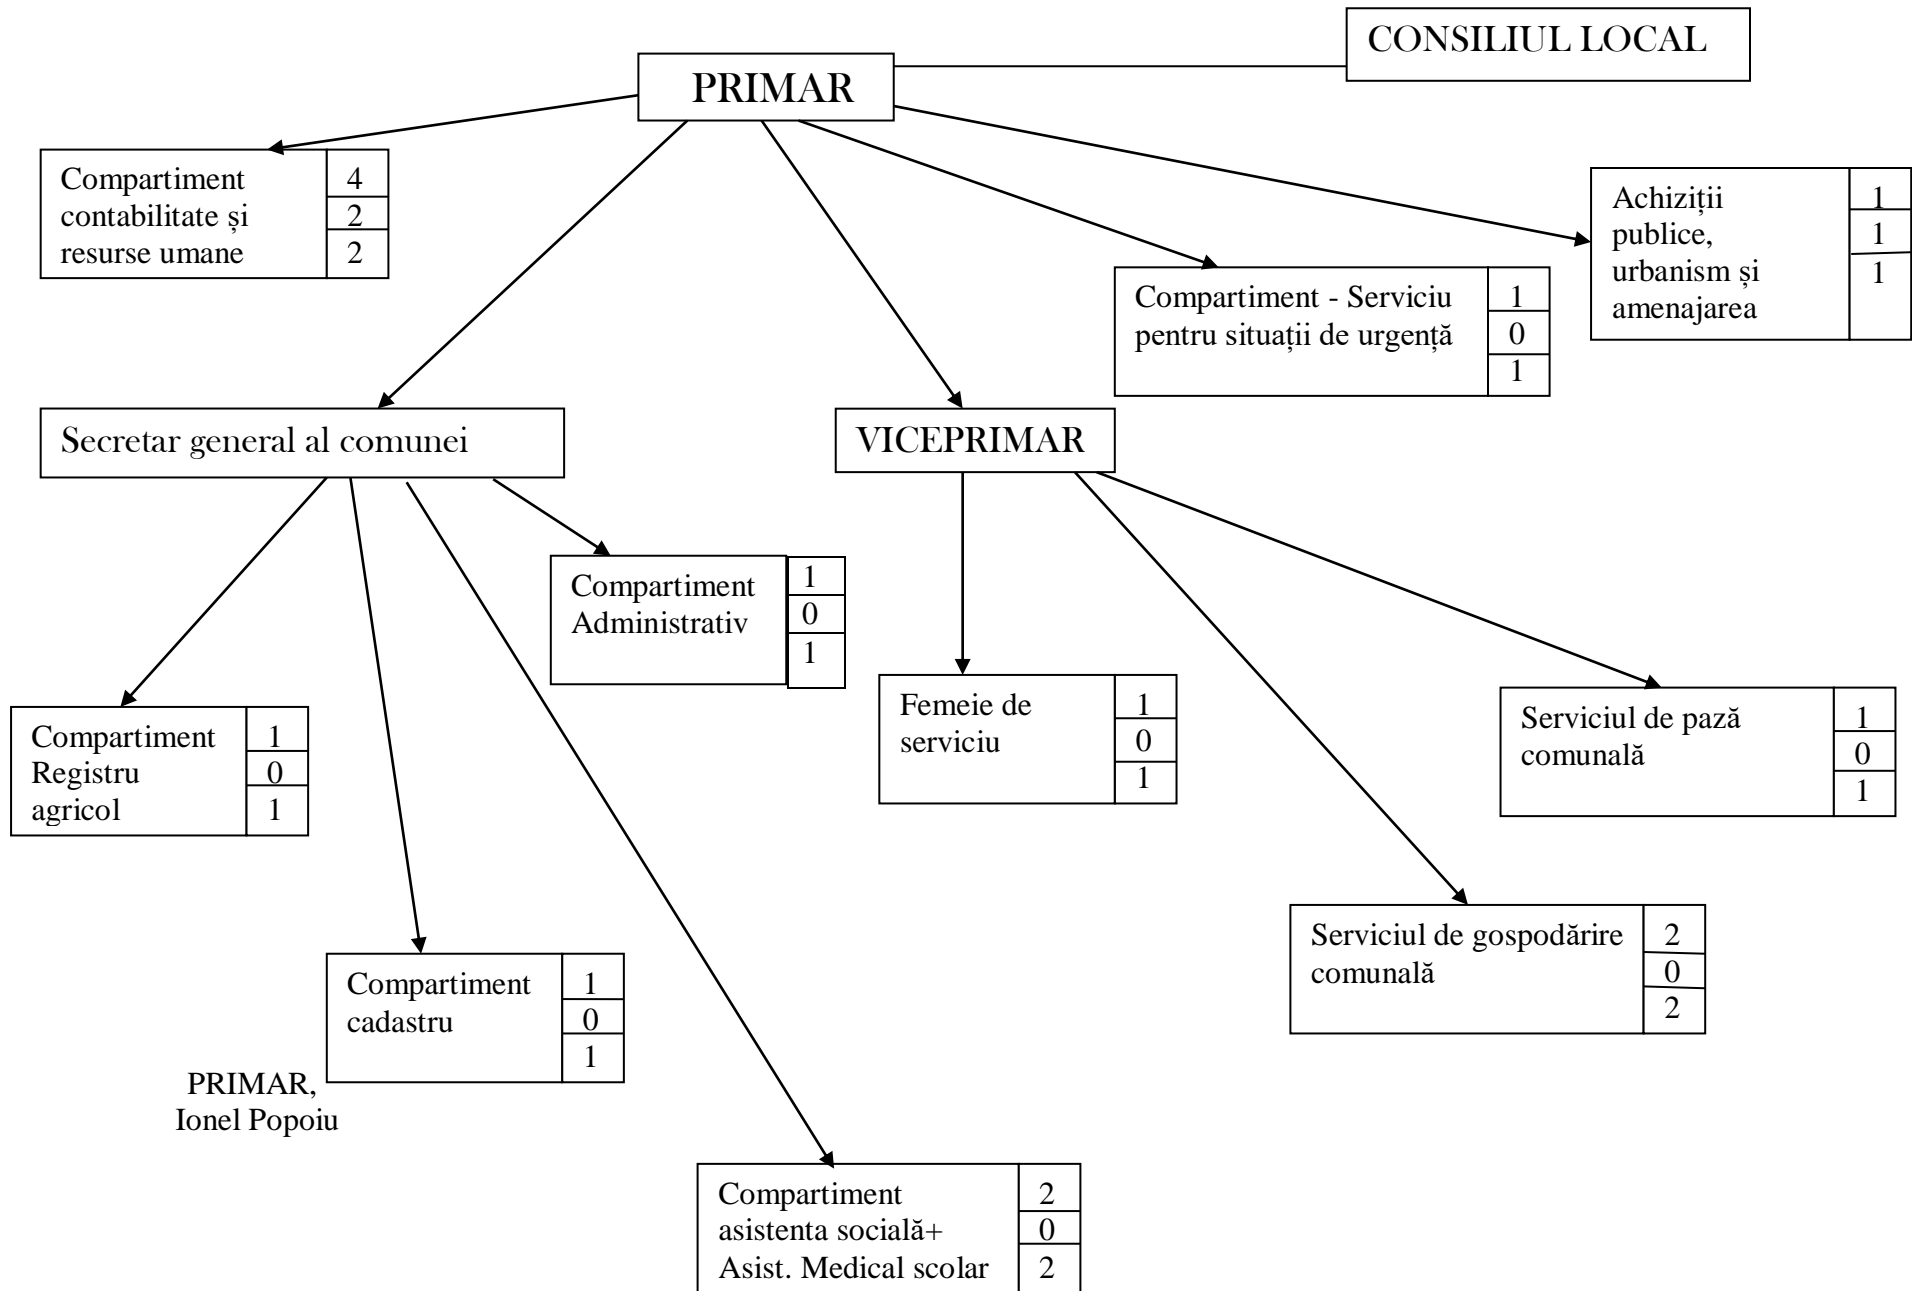 CONSILIUL LOCAL
PRIMAR
Compartiment
contabilitate și
resurse umane
4
2
2
Achiziții
publice,
urbanism și
amenajarea
1
1
1
Compartiment - Serviciu
pentru situații de urgență
1
0
1
Secretar general al comunei
VICEPRIMAR
Compartiment
Administrativ
1
0
1
Femeie de
serviciu
1
0
1
Serviciul de pază
comunală
1
0
1
Compartiment
Registru
agricol
1
0
1
Serviciul de gospodărire
comunală
2
0
2
Compartiment
cadastru
1
0
1
PRIMAR,
Ionel Popoiu
Compartiment
asistenta socială+
Asist. Medical scolar
2
0
2